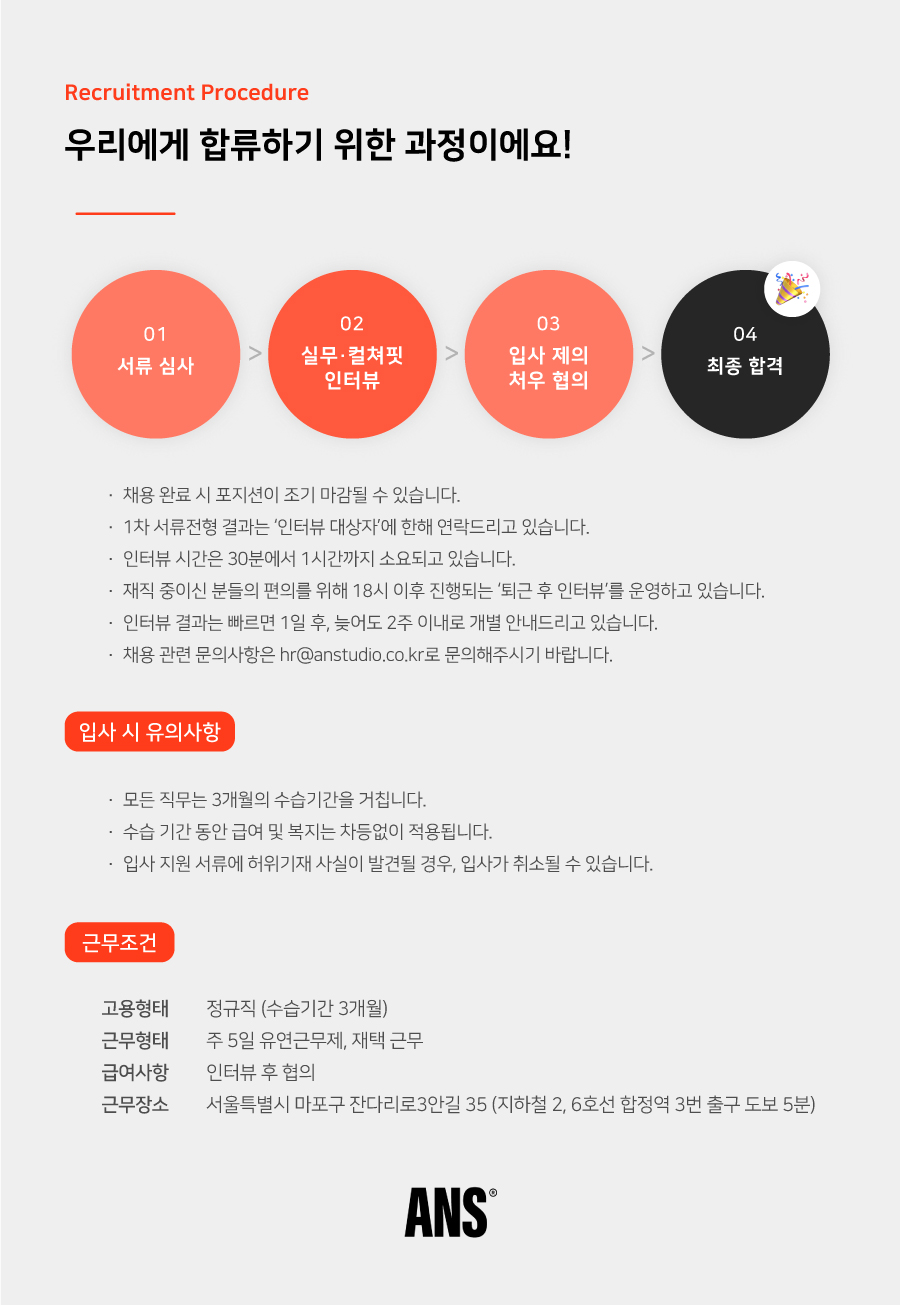 Recruitment Procedure
우리에게 합류하기 위한 과정이에요!
01
서류 심사
>
02
실무·컬쳐핏
인터뷰
>
03
입사 제의
처우 협의
>
04
최종 합격
· 채용 완료 시 포지션이 조기 마감될 수 있습니다.
· 1차 서류전형 결과는 ‘인터뷰 대상자’에 한해 연락드리고 있습니다.
· 인터뷰 시간은 30분에서 1시간까지 소요되고 있습니다.
· 재직 중이신 분들의 편의를 위해 18시 이후 진행되는 ‘퇴근 후 인터뷰’를 운영하고 있습니다.
· 인터뷰 결과는 빠르면 1일 후, 늦어도 2주 이내로 개별 안내드리고 있습니다.
· 채용 관련 문의사항은 hr@anstudio.co.kr로 문의해주시기 바랍니다.
입사 시 유의사항
· 모든 직무는 3개월의 수습기간을 거칩니다.
· 수습 기간 동안 급여 및 복지는 차등없이 적용됩니다.
· 입사 지원 서류에 허위기재 사실이 발견될 경우, 입사가 취소될 수 있습니다.
근무조건
고용형태 정규직 (수습기간 3개월)
근무형태 주 5일 유연근무제, 재택 근무
급여사항 인터뷰 후 협의
근무장소 서울특별시 마포구 잔다리로3안길 35 (지하철 2, 6호선 합정역 3번 출구 도보 5분)
ANS®